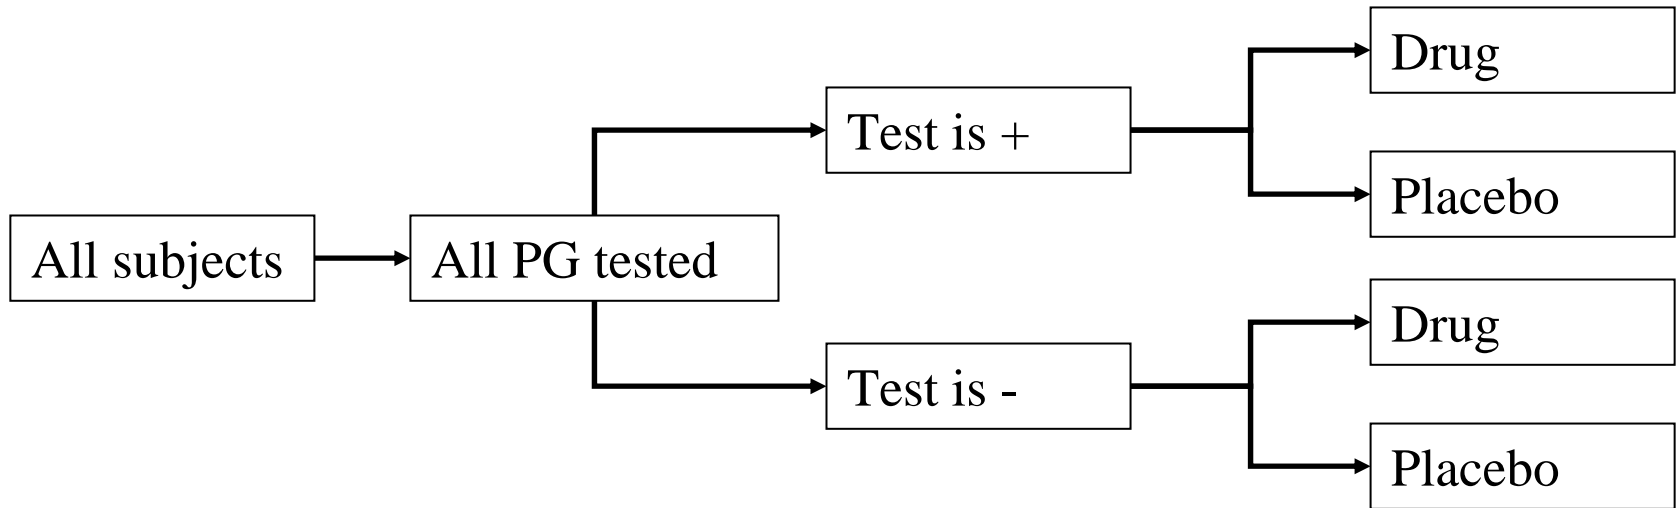 All subjects
All PG tested
Test is +
Drug
Placebo
Test is -
Drug
Placebo